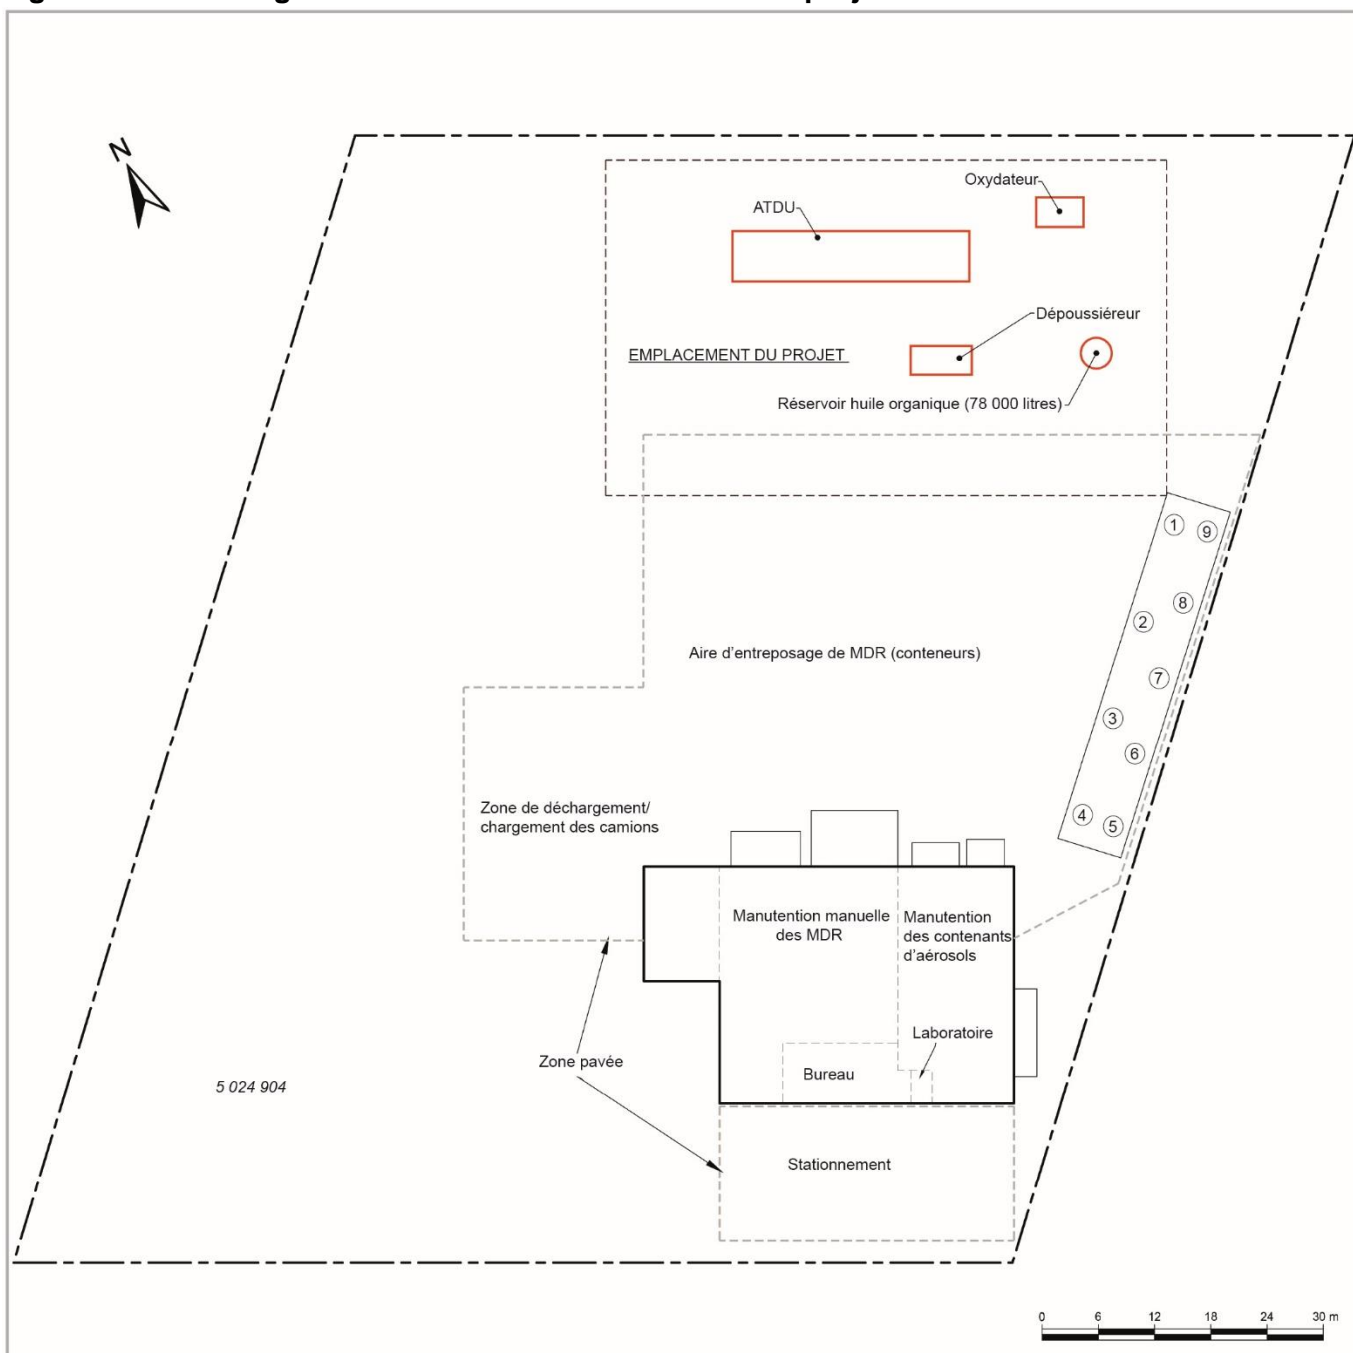 N
Oxydateur
ATDU
Dépoussiéreur
EMPLACEMENT DU PROJET
Réservoir huile organique (78 000 litres)
1
9
8
2
Aire d'entreposage de MDR (conteneurs)
7
3
6
Zone de déchargement/
chargement des camions
4
5
Manutention manuelle
des MDR
Manutention
des contenants
d'aérosols
Laboratoire
Zone pavée
Bureau
5 024 904
Stationnement
0 6 12 18 24 30 m